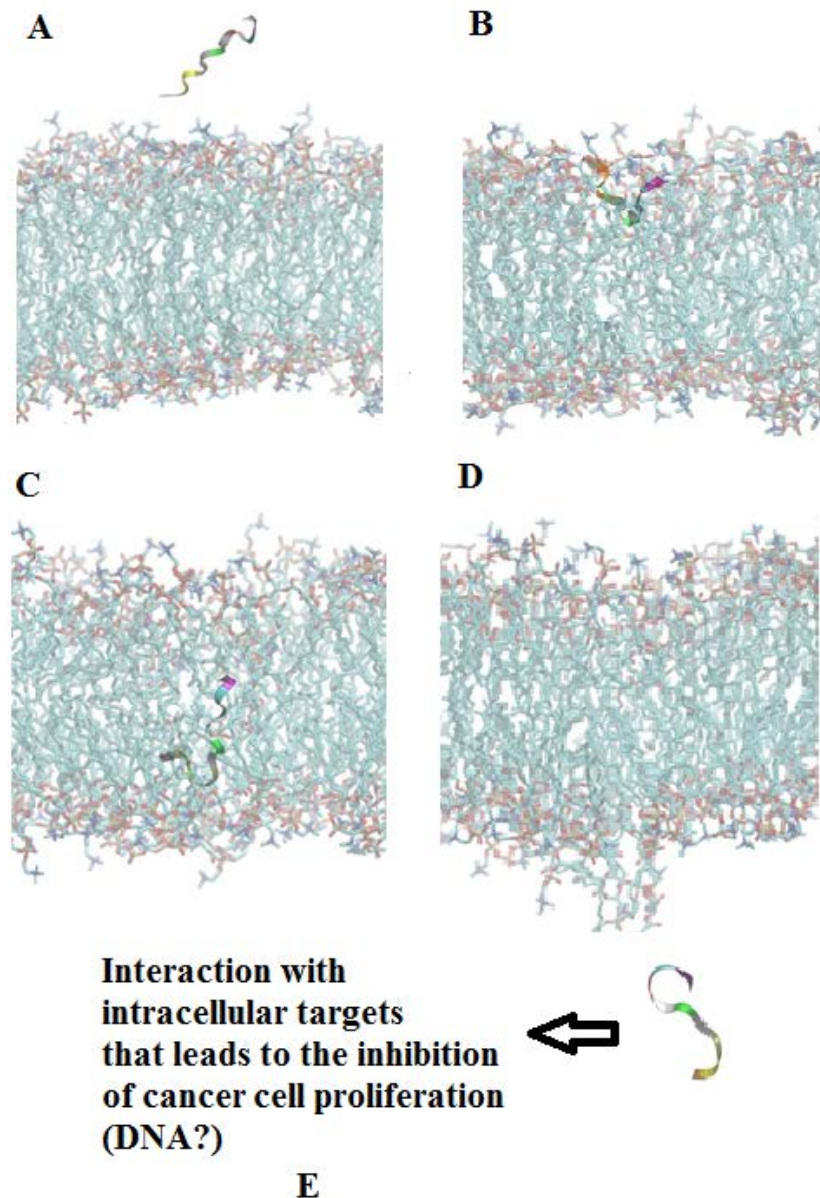 A
B
C
D
Interaction with
intracellular targets
that leads to the inhibition
of cancer cell proliferation
(DNA?)
E